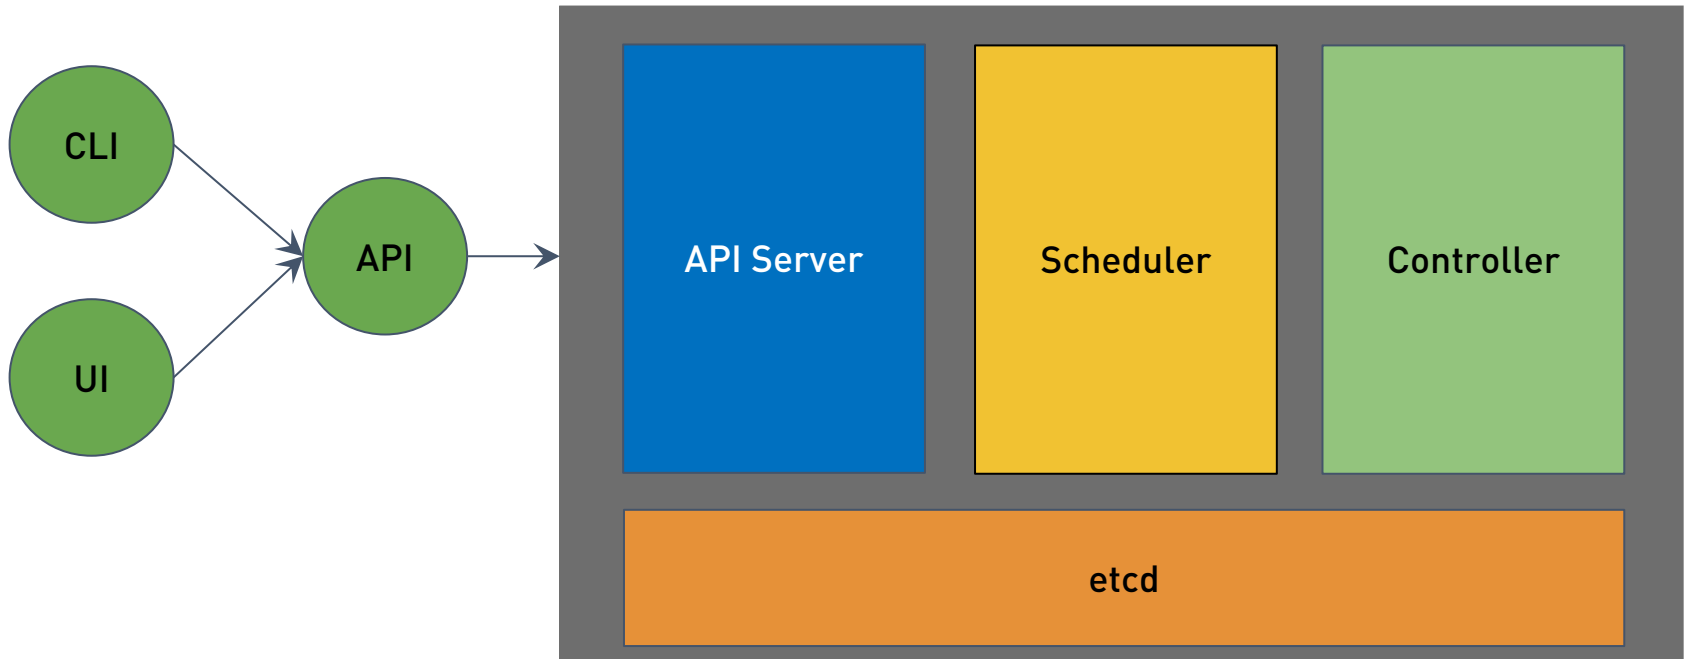 CLI
UI
API
API Server
Scheduler
Controller
etcd